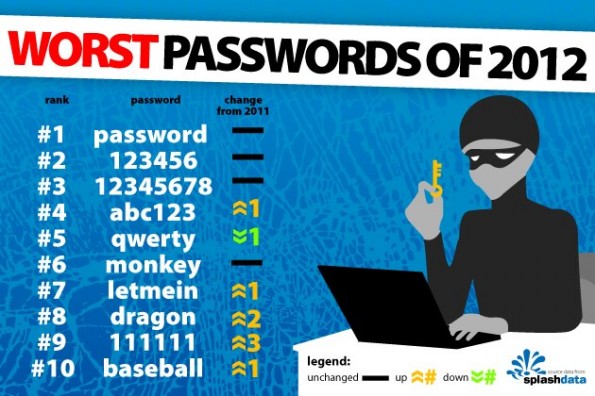 WORST PASSWORDS OF 2012
rank password change from 2011
#1 password
#2 123456
#3 12345678
#4 abc123 1
#5 qwerty 1
#6 monkey
#7 letmein 1
#8 dragon 2
#9 111111 3
#10 baseball 1
legend:
unchanged up # down #
source data from
splashdata